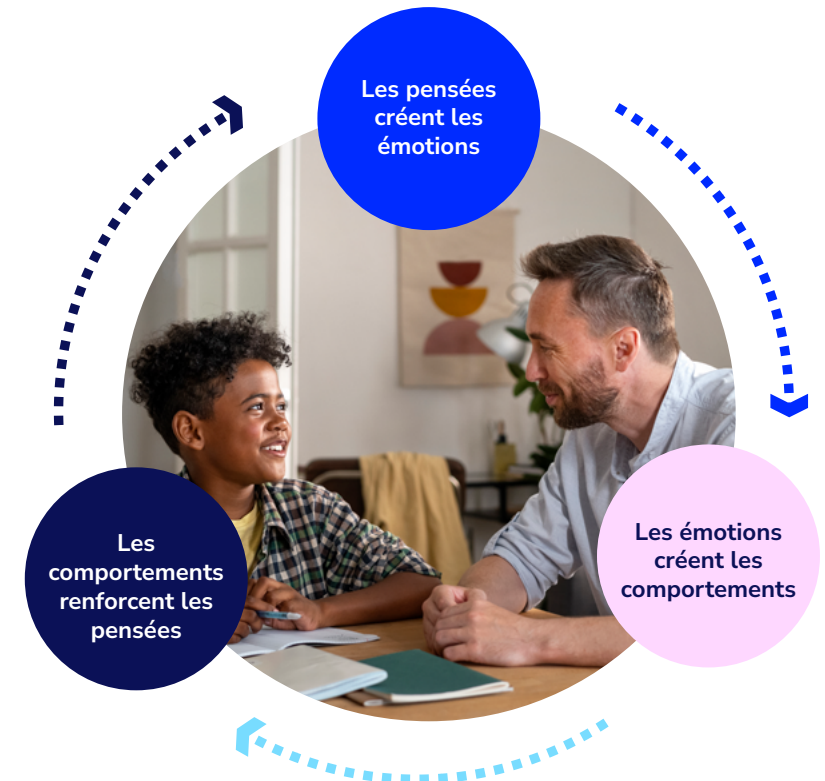 Les pensées
créent les
émotions
Les émotions
créent les
comportements
Les
comportements
renforcent les
pensées